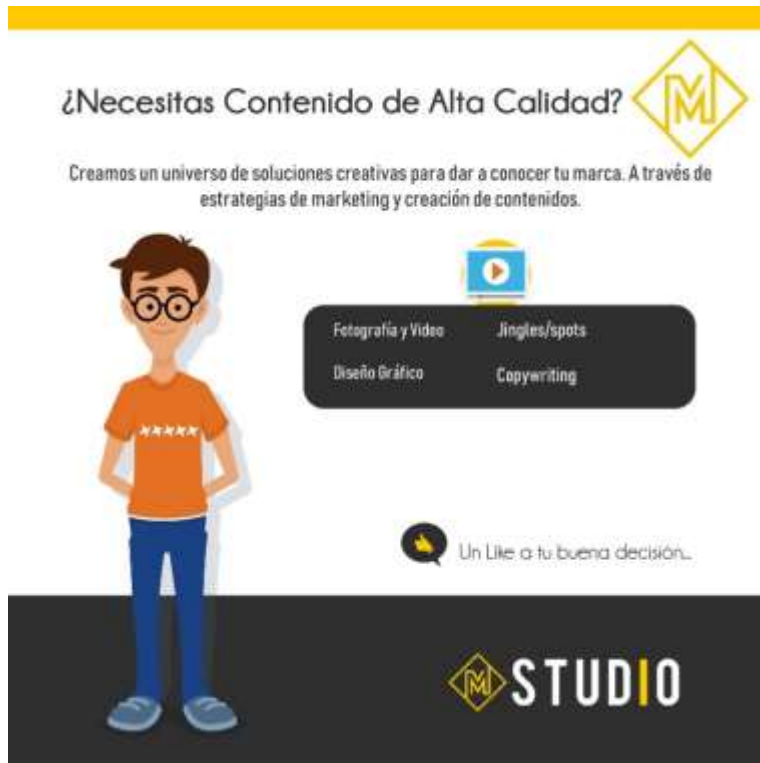 ¿Necesitas Contenido de Alta Calidad?
M
Creamos un universo de soluciones creativas para dar a conocer tu marca. A través de
estrategias de marketing y creación de contenidos.
Fotografía y Video
Jingles/spots
Diseño Gráfico
Copywriting
Un Like a tu buena decisión...
M STUDIO